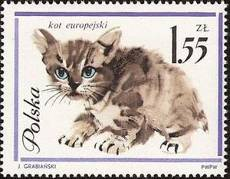 kot europejski
1.55 ZŁ
Polska
J. GRABIAŃSKI PWPW